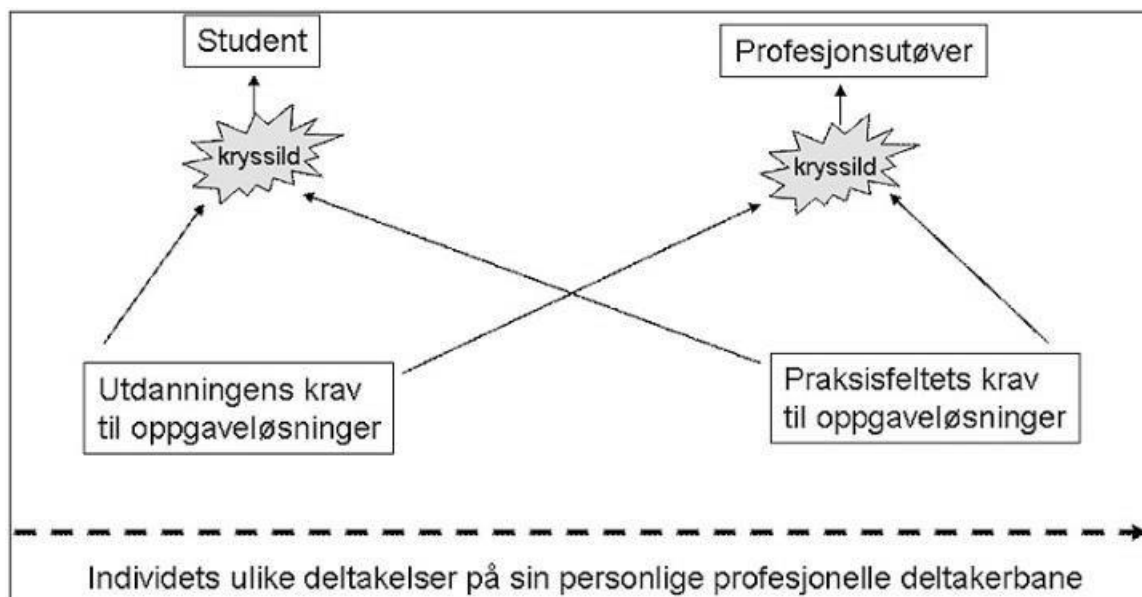 Student
Profesjonsutøver
kryssild
kryssild
Utdanningens krav
til oppgaveløsninger
Praksisfeltets krav
til oppgaveløsninger
Individets ulike deltakelser på sin personlige profesjonelle deltakerbane